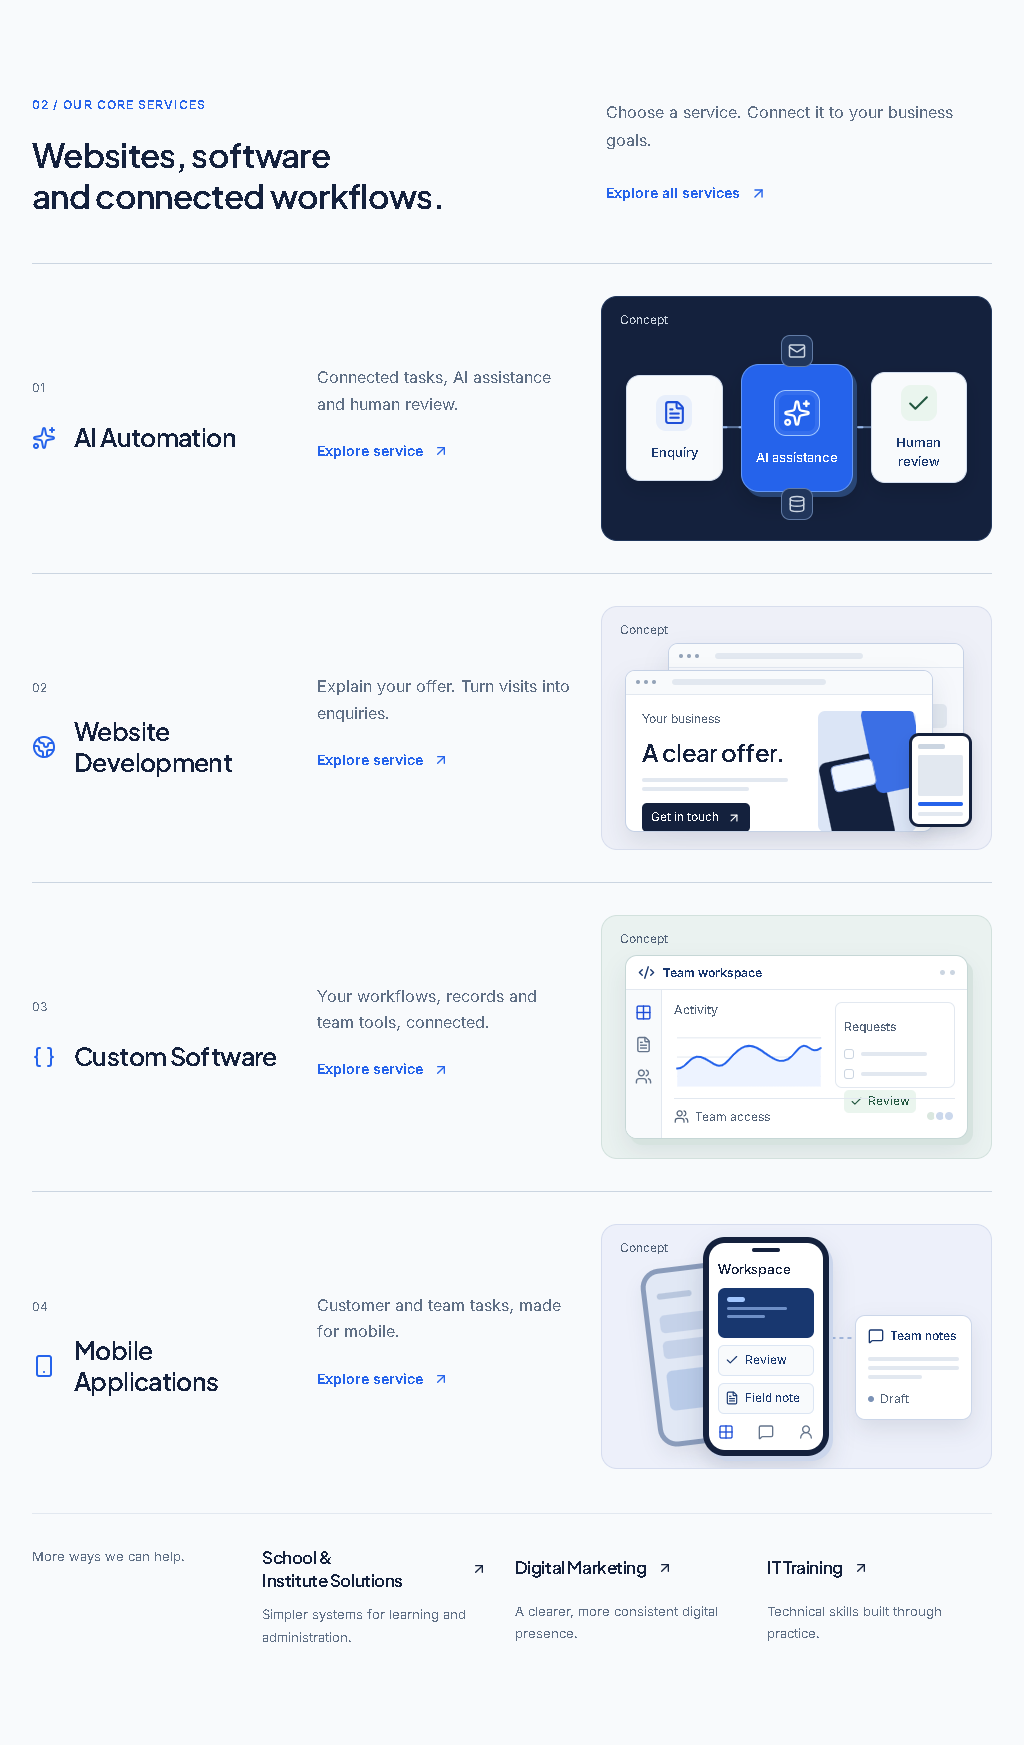 02 / OUR CORE SERVICES
Websites, software
and connected workflows.
Choose a service. Connect it to your business
goals.
Explore all services
01
AI Automation
Connected tasks, AI assistance
and human review.
Explore service
Concept
Enquiry
AI assistance
Human
review
02
Website
Development
Explain your offer. Turn visits into
enquiries.
Explore service
Concept
Your business
A clear offer.
Get in touch
03
Custom Software
Your workflows, records and
team tools, connected.
Explore service
Concept
Team workspace
Activity
Requests
Review
Team access
04
Mobile
Applications
Customer and team tasks, made
for mobile.
Explore service
Concept
Workspace
Review
Field note
Team notes
Draft
More ways we can help.
School &
Institute Solutions
Simpler systems for learning and
administration.
Digital Marketing
A clearer, more consistent digital
presence.
IT Training
Technical skills built through
practice.